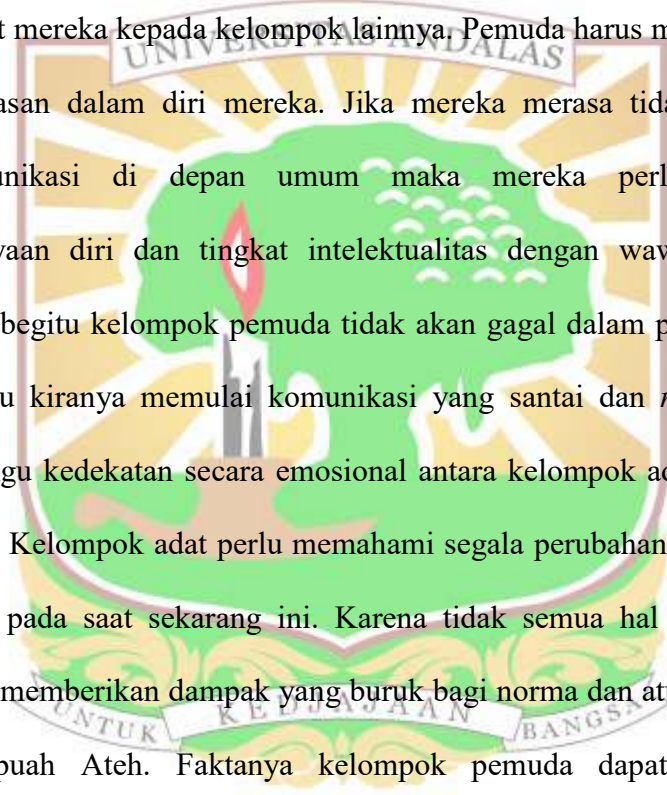 t mereka kepada kelompok lainnya. Pemuda harus m
UNIVERSITAS ANDALAS
asan dalam diri mereka. Jika mereka merasa tida
unikasi di depan umum maka mereka perl
yaan diri dan tingkat intelektualitas dengan waw
begitu kelompok pemuda tidak akan gagal dalam p
u kiranya memulai komunikasi yang santai dan
gu kedekatan secara emosional antara kelompok ad
Kelompok adat perlu memahami segala perubahan
pada saat sekarang ini. Karena tidak semua hal
memberikan dampak yang buruk bagi norma dan atu
UNTUK KEDJAJAAN BANGSA
puah Ateh. Faktanya kelompok pemuda dapat